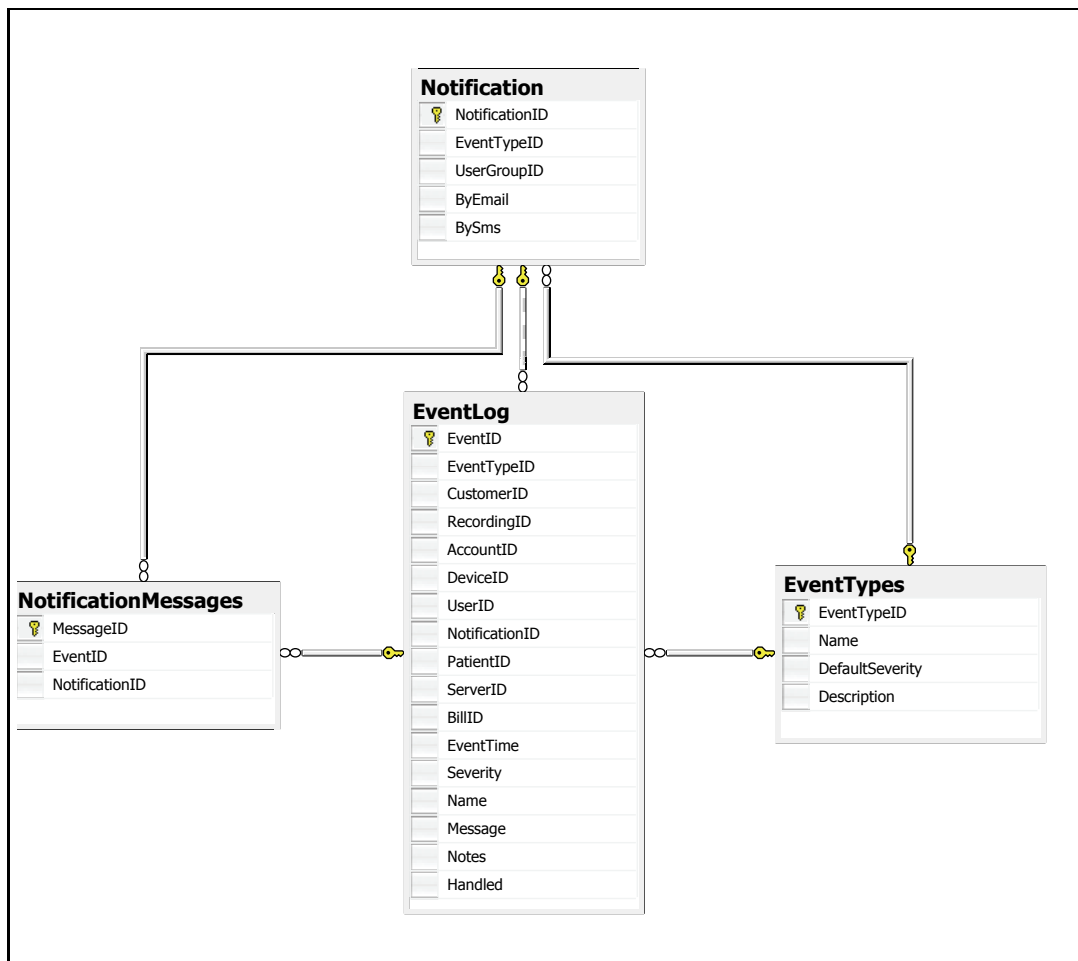 Notification
NotificationID
EventTypeID
UserGroupID
ByEmail
BySms
EventLog
EventID
EventTypeID
CustomerID
RecordingID
AccountID
DeviceID
UserID
NotificationID
PatientID
ServerID
BillID
EventTime
Severity
Name
Message
Notes
Handled
NotificationMessages
MessageID
EventID
NotificationID
EventTypes
EventTypeID
Name
DefaultSeverity
Description